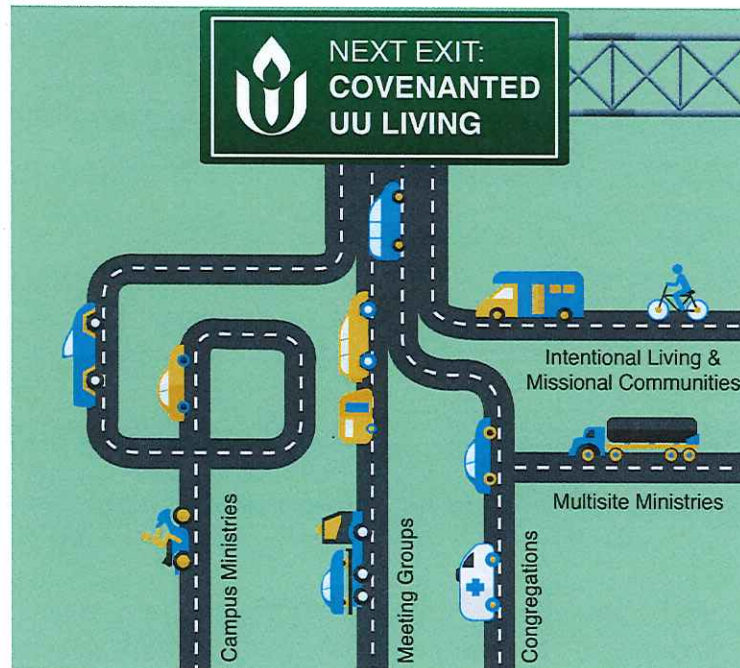 NEXT EXIT:
COVENANTED
UU LIVING
Intentional Living &
Missional Communities
Multisite Ministries
Campus Ministries
Meeting Groups
Congregations